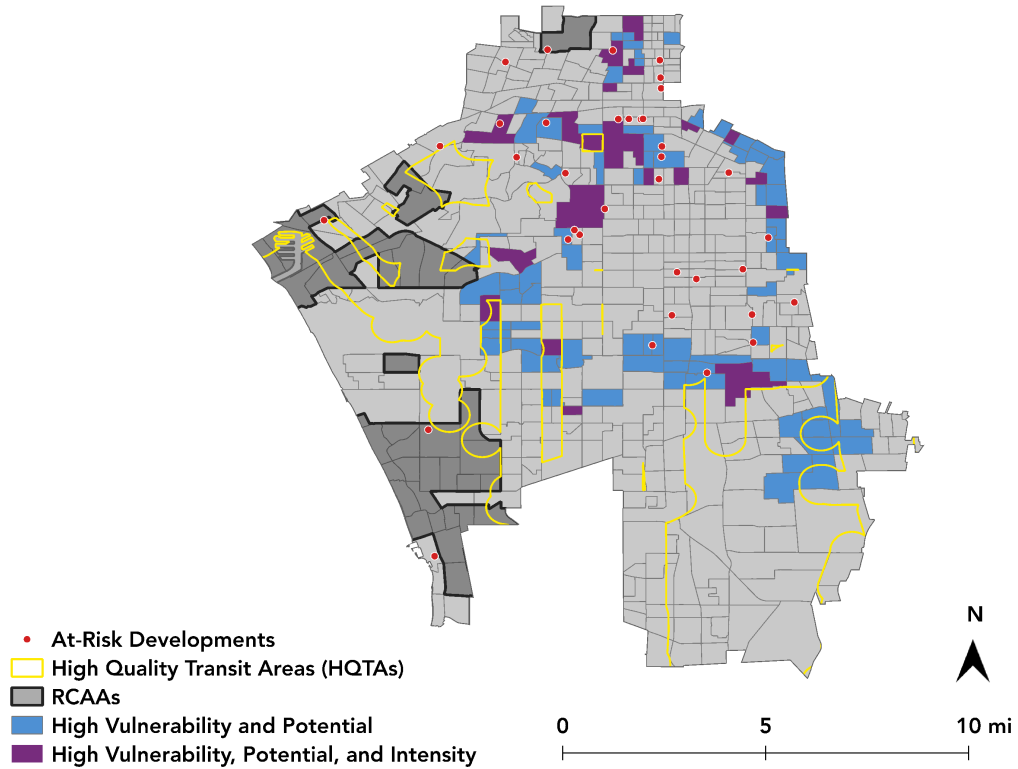 N
At-Risk Developments
High Quality Transit Areas (HQTAs)
RCAAs
High Vulnerability and Potential
High Vulnerability, Potential, and Intensity
0 5 10 mi